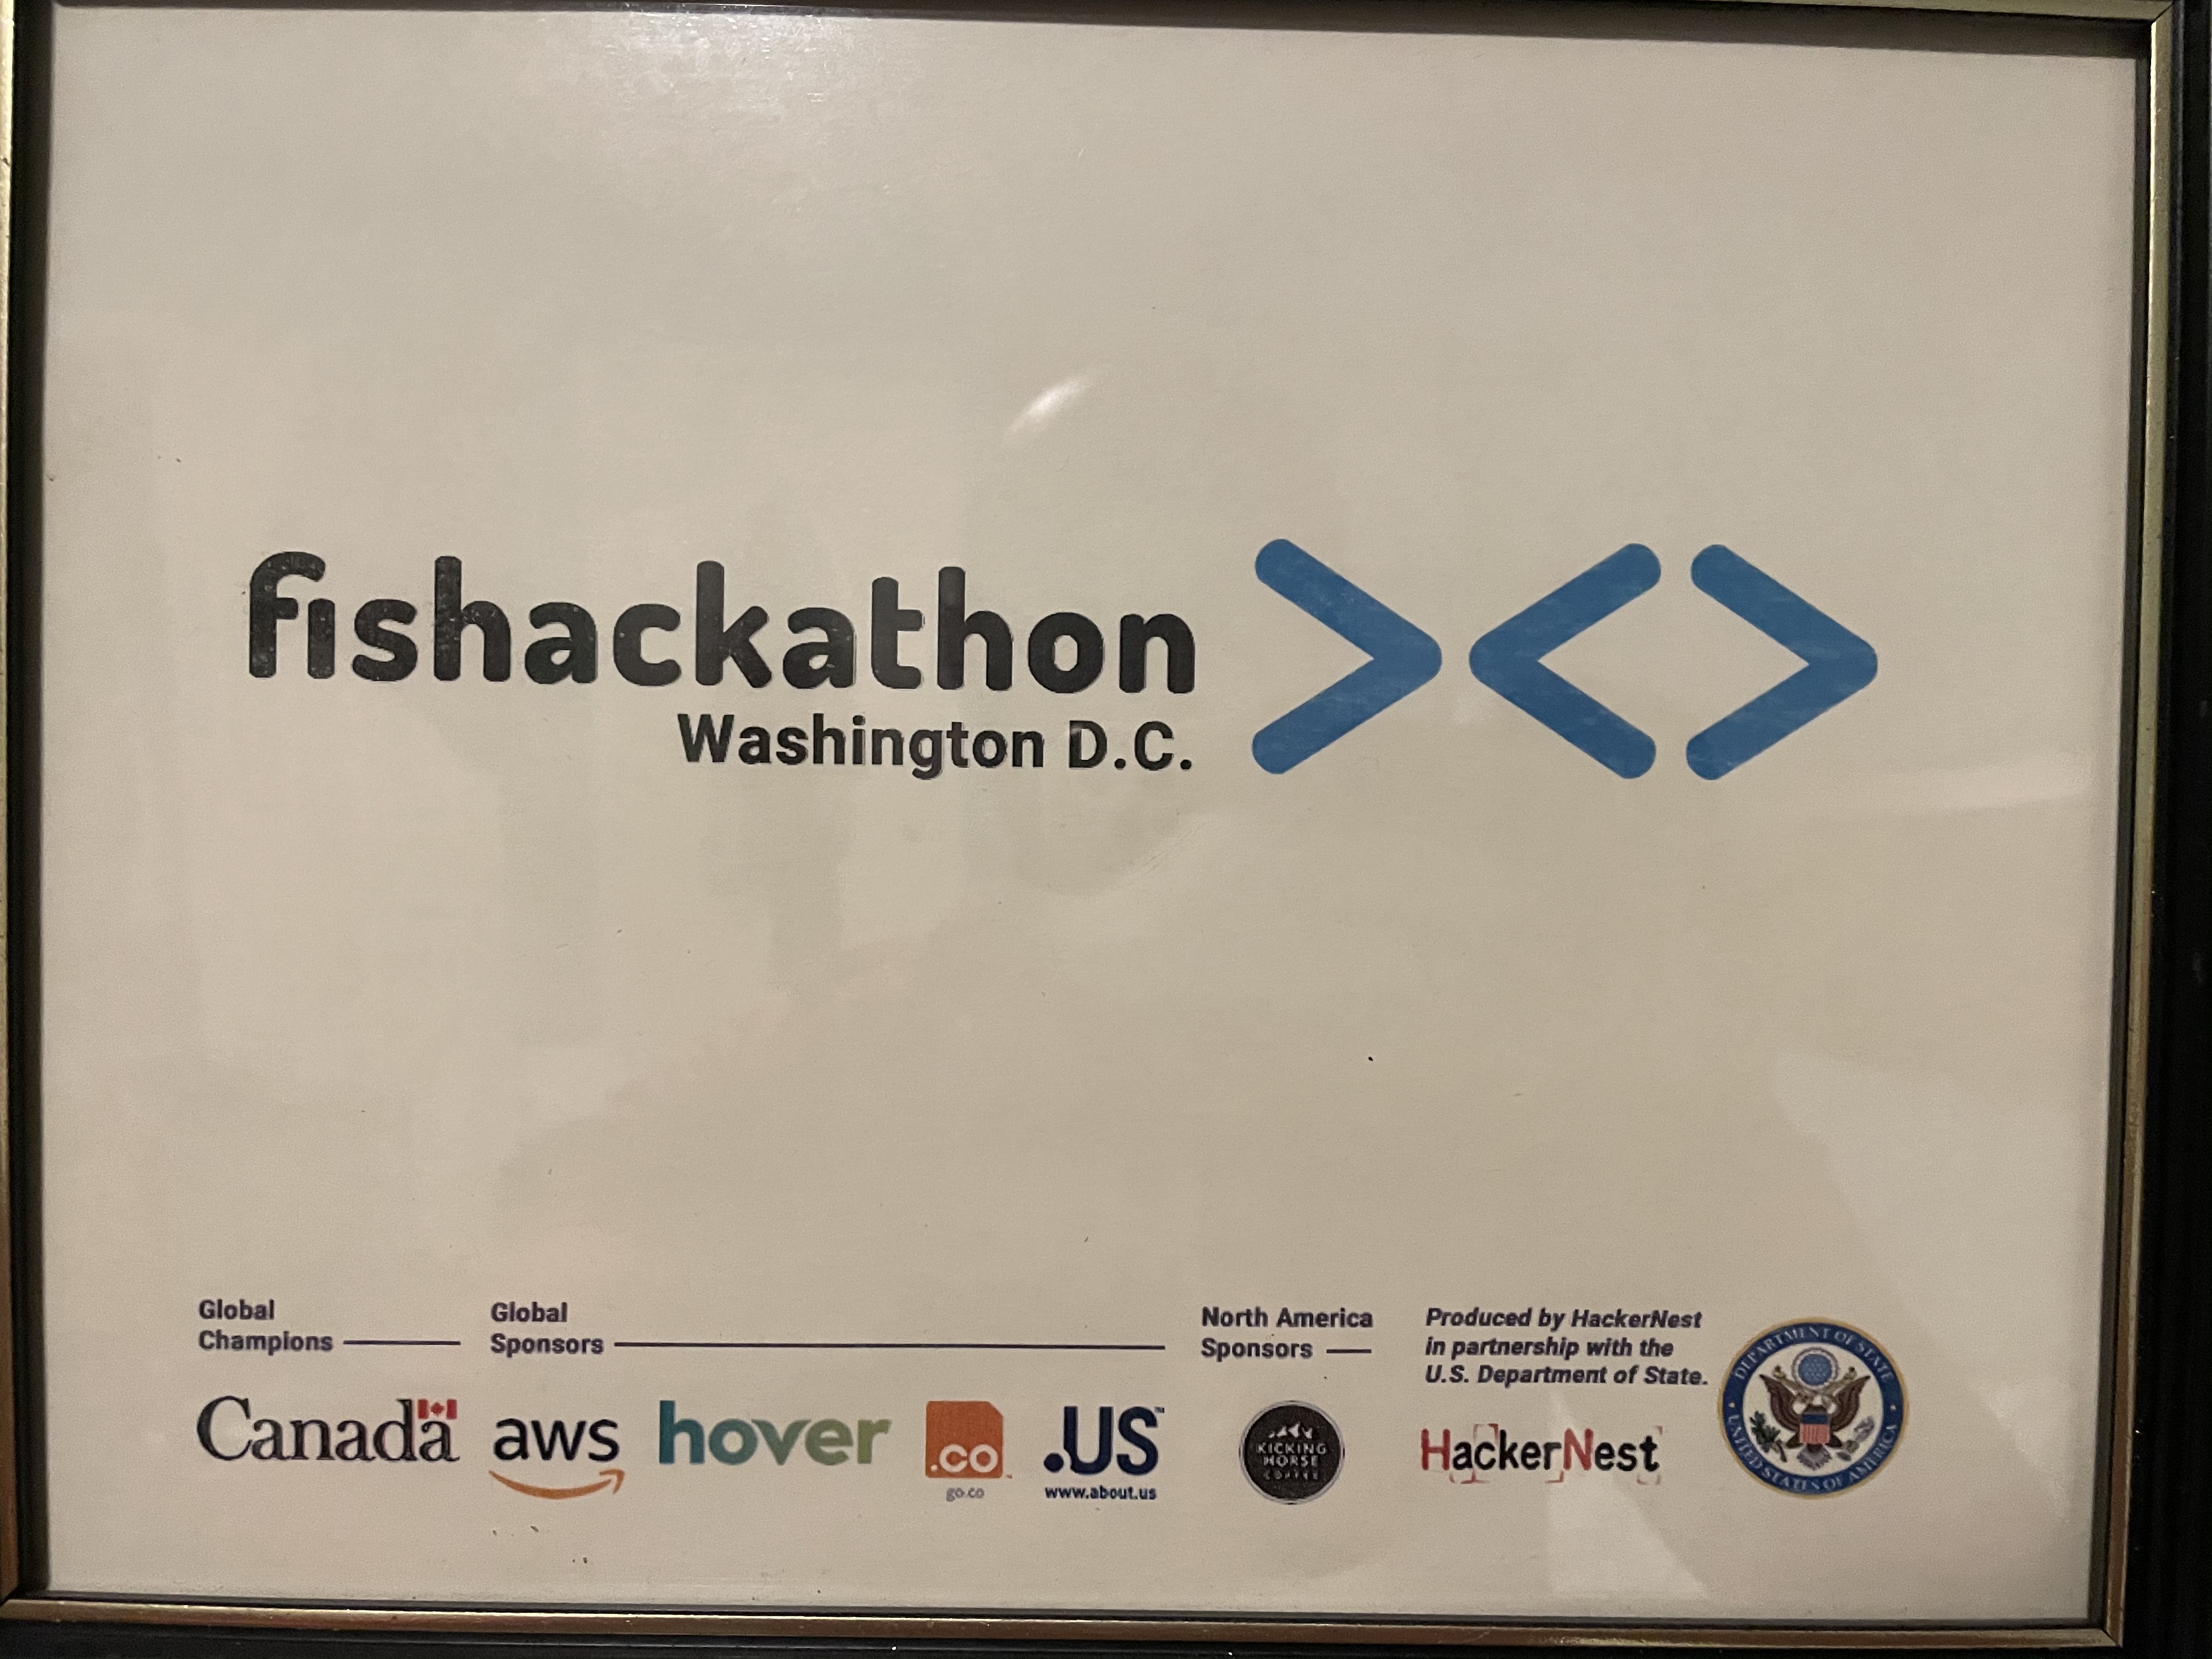 fishackathon
Washington D.C.
Global
Champions
Canada
Global
Sponsors
aws
hover
.co
go.co
.US™
www.about.us
North America
Sponsors
KICKING
HORSE
COFFEE
Produced by HackerNest
in partnership with the
U.S. Department of State.
HackerNest
DEPARTMENT OF STATE
UNITED STATES OF AMERICA